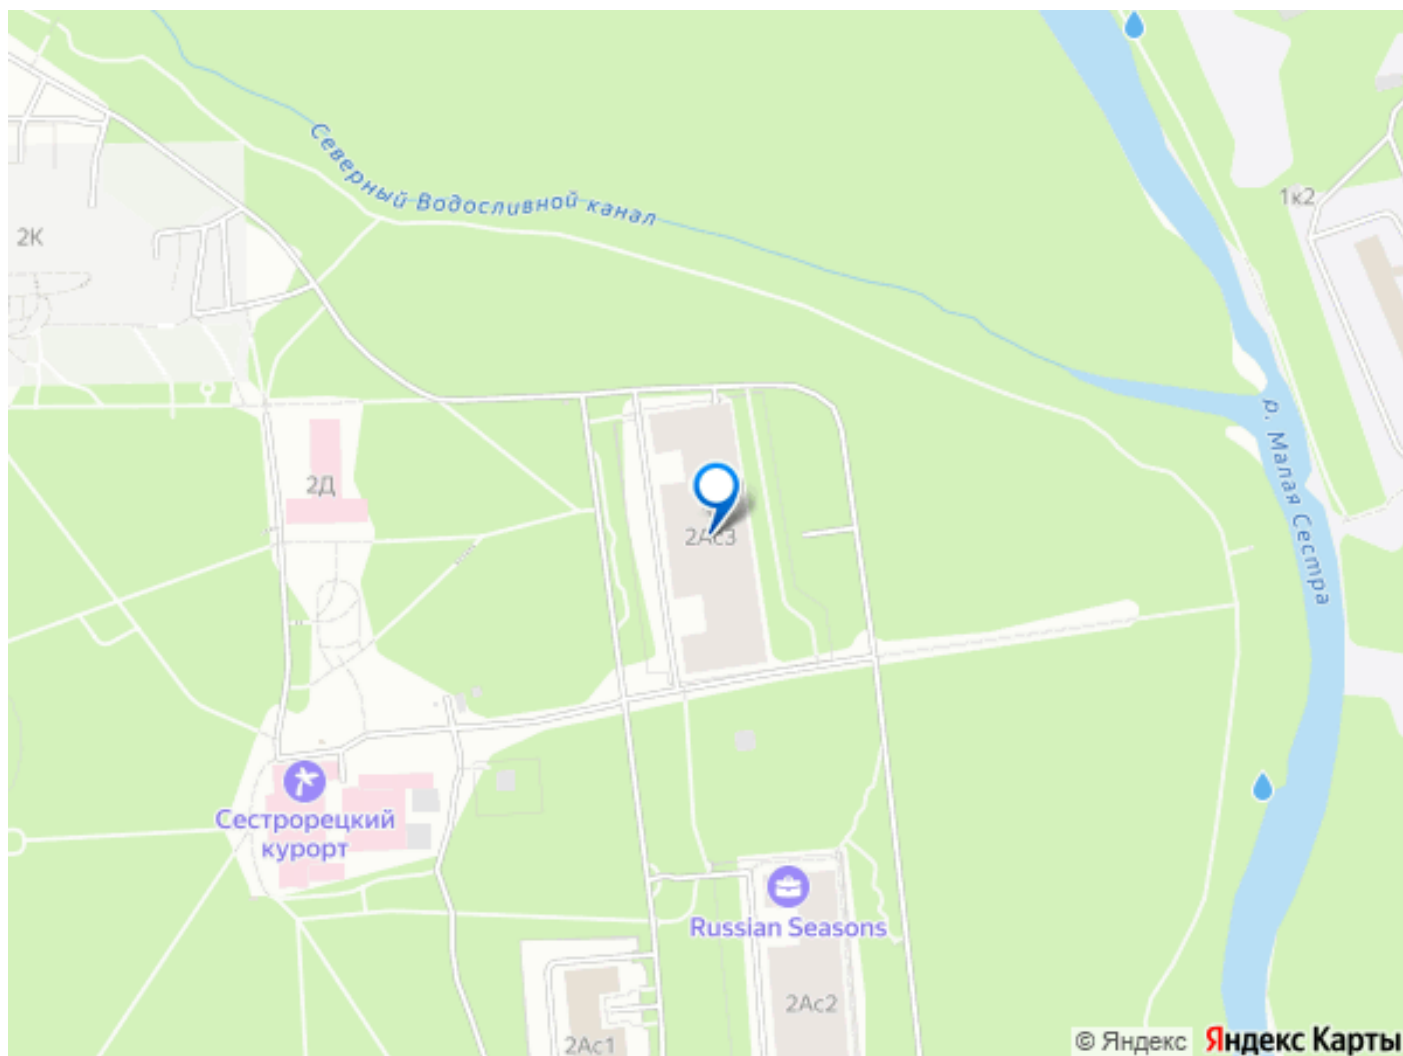 Северный Водосливной канал
1к2
2К
р. Малая Сестра
2Д
2Ас3
Сестрорецкий
курорт
Russian Seasons
2Ас2
2Ас1
© Яндекс Яндекс Карты